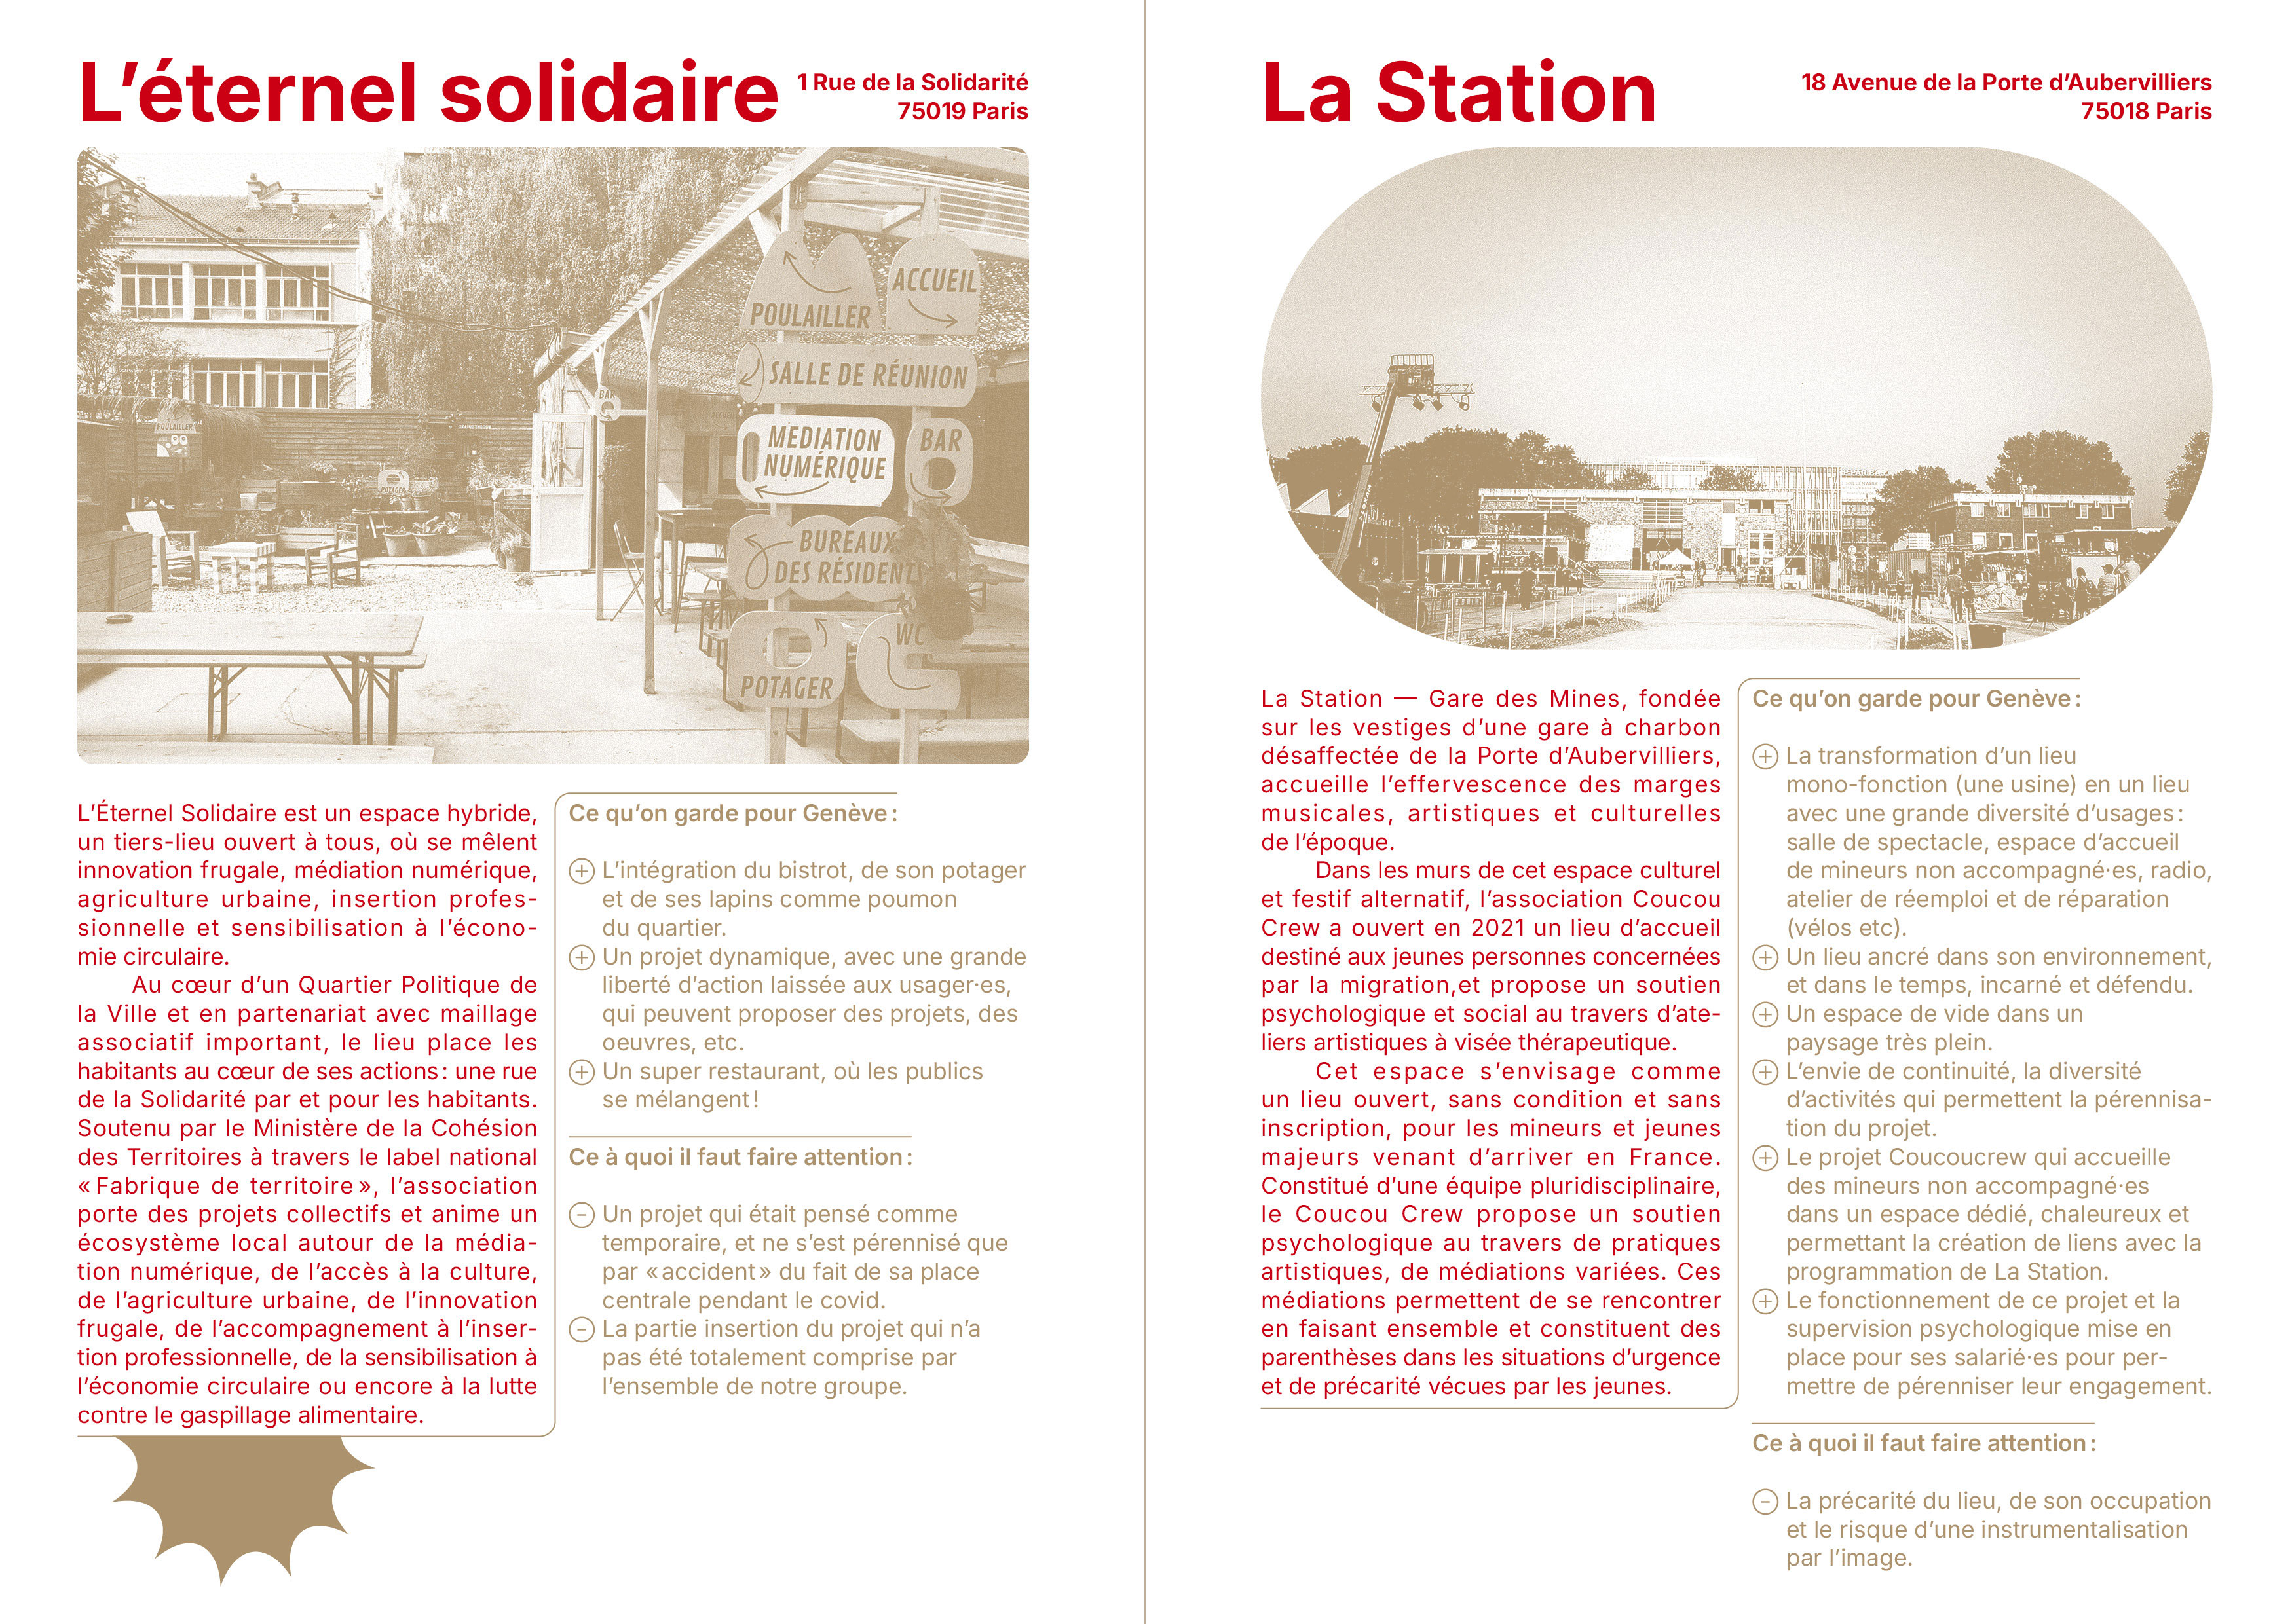 L’éternel solidaire
1 Rue de la Solidarité
75019 Paris
POULAILLER
ACCUEIL
SALLE DE RÉUNION
MEDIATION
NUMÉRIQUE
BAR
BAR
POULAILLER
POTAGER
BUREAUX
DES RÉSIDENTS
WC
POTAGER
L’Éternel Solidaire est un espace hybride,
un tiers-lieu ouvert à tous, où se mêlent
innovation frugale, médiation numérique,
agriculture urbaine, insertion profes-
sionnelle et sensibilisation à l’écono-
mie circulaire.
Au cœur d’un Quartier Politique de
la Ville et en partenariat avec maillage
associatif important, le lieu place les
habitants au cœur de ses actions : une rue
de la Solidarité par et pour les habitants.
Soutenu par le Ministère de la Cohésion
des Territoires à travers le label national
« Fabrique de territoire », l’association
porte des projets collectifs et anime un
écosystème local autour de la média-
tion numérique, de l’accès à la culture,
de l’agriculture urbaine, de l’innovation
frugale, de l’accompagnement à l’inser-
tion professionnelle, de la sensibilisation à
l’économie circulaire ou encore à la lutte
contre le gaspillage alimentaire.
Ce qu’on garde pour Genève :
⊕ L’intégration du bistrot, de son potager
et de ses lapins comme poumon
du quartier.
⊕ Un projet dynamique, avec une grande
liberté d’action laissée aux usager·es,
qui peuvent proposer des projets, des
oeuvres, etc.
⊕ Un super restaurant, où les publics
se mélangent !
Ce à quoi il faut faire attention :
⊖ Un projet qui était pensé comme
temporaire, et ne s’est pérennisé que
par « accident » du fait de sa place
centrale pendant le covid.
⊖ La partie insertion du projet qui n’a
pas été totalement comprise par
l’ensemble de notre groupe.
La Station
18 Avenue de la Porte d’Aubervilliers
75018 Paris
La Station — Gare des Mines, fondée
sur les vestiges d’une gare à charbon
désaffectée de la Porte d’Aubervilliers,
accueille l’effervescence des marges
musicales, artistiques et culturelles
de l’époque.
Dans les murs de cet espace culturel
et festif alternatif, l’association Coucou
Crew a ouvert en 2021 un lieu d’accueil
destiné aux jeunes personnes concernées
par la migration,et propose un soutien
psychologique et social au travers d’ate-
liers artistiques à visée thérapeutique.
Cet espace s’envisage comme
un lieu ouvert, sans condition et sans
inscription, pour les mineurs et jeunes
majeurs venant d’arriver en France.
Constitué d’une équipe pluridisciplinaire,
le Coucou Crew propose un soutien
psychologique au travers de pratiques
artistiques, de médiations variées. Ces
médiations permettent de se rencontrer
en faisant ensemble et constituent des
parenthèses dans les situations d’urgence
et de précarité vécues par les jeunes.
Ce qu’on garde pour Genève :
⊕ La transformation d’un lieu
mono-fonction (une usine) en un lieu
avec une grande diversité d’usages :
salle de spectacle, espace d’accueil
de mineurs non accompagné·es, radio,
atelier de réemploi et de réparation
(vélos etc).
⊕ Un lieu ancré dans son environnement,
et dans le temps, incarné et défendu.
⊕ Un espace de vide dans un
paysage très plein.
⊕ L’envie de continuité, la diversité
d’activités qui permettent la pérennisa-
tion du projet.
⊕ Le projet Coucoucrew qui accueille
des mineurs non accompagné·es
dans un espace dédié, chaleureux et
permettant la création de liens avec la
programmation de La Station.
⊕ Le fonctionnement de ce projet et la
supervision psychologique mise en
place pour ses salarié·es pour per-
mettre de pérenniser leur engagement.
Ce à quoi il faut faire attention :
⊖ La précarité du lieu, de son occupation
et le risque d’une instrumentalisation
par l’image.